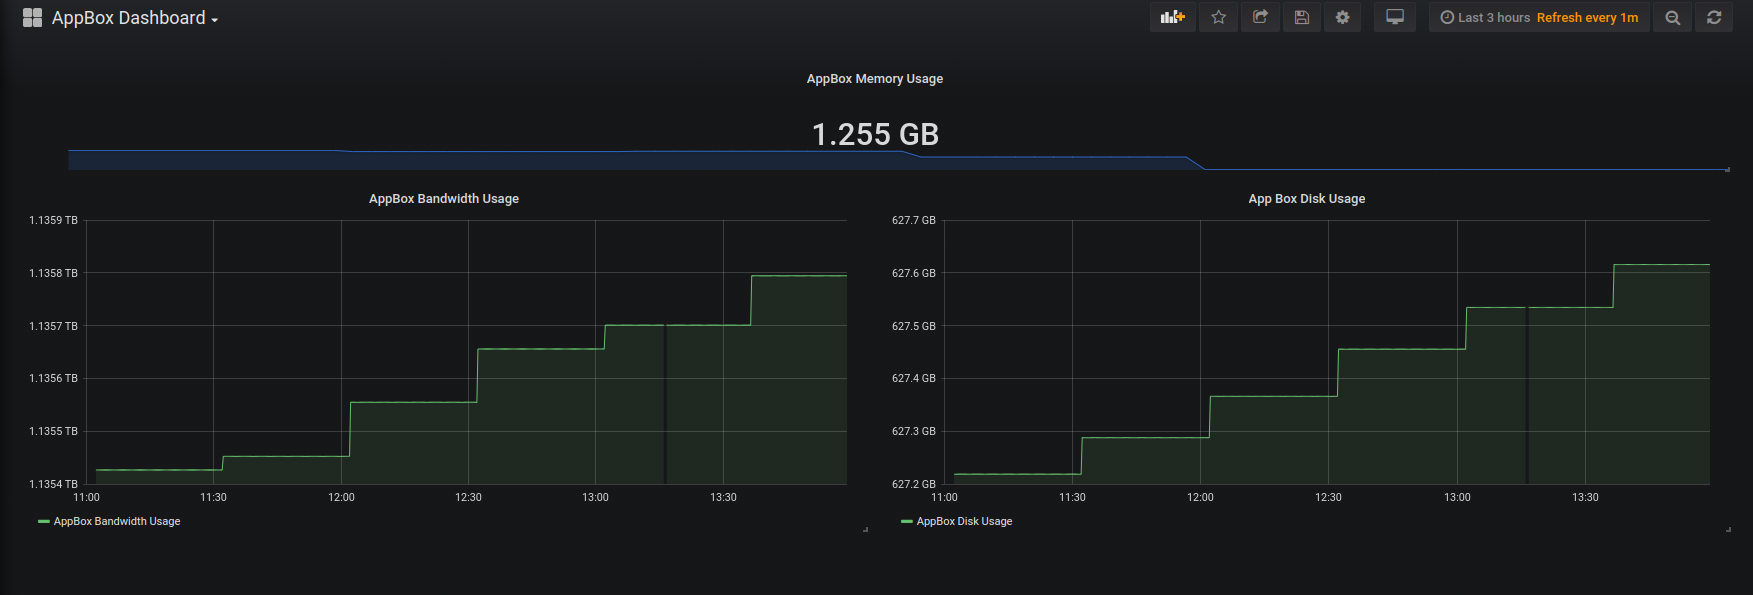 AppBox Dashboard
Last 3 hours Refresh every 1m
AppBox Memory Usage
1.255 GB
AppBox Bandwidth Usage
1.1359 TB
1.1358 TB
1.1357 TB
1.1356 TB
1.1355 TB
1.1354 TB
11:00 11:30 12:00 12:30 13:00 13:30
AppBox Bandwidth Usage
App Box Disk Usage
627.7 GB
627.6 GB
627.5 GB
627.4 GB
627.3 GB
627.2 GB
11:00 11:30 12:00 12:30 13:00 13:30
AppBox Disk Usage